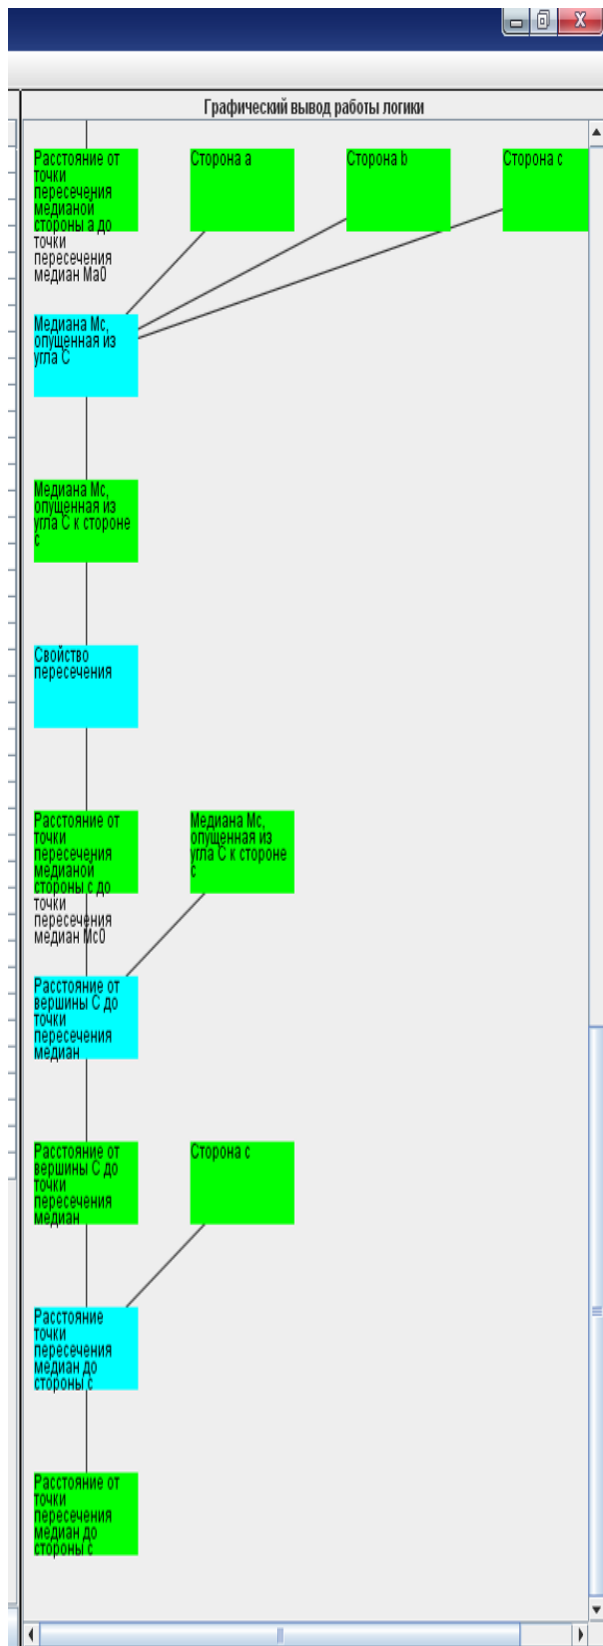 Графический вывод работы логики
Расстояние от
точки
пересечения
медианой
стороны a до
точки
пересечения
медиан Ma0
Сторона a
Сторона b
Сторона c
Медиана Mc,
опущенная из
угла C
Медиана Mc,
опущенная из
угла C к стороне
c
Свойство
пересечения
Расстояние от
точки
пересечения
медианой
стороны c до
точки
пересечения
медиан Mc0
Медиана Mc,
опущенная из
угла C к стороне
c
Расстояние от
вершины C до
точки
пересечения
медиан
Расстояние от
вершины C до
точки
пересечения
медиан
Сторона c
Расстояние
точки
пересечения
медиан до
стороны c
Расстояние от
точки
пересечения
медиан до
стороны c